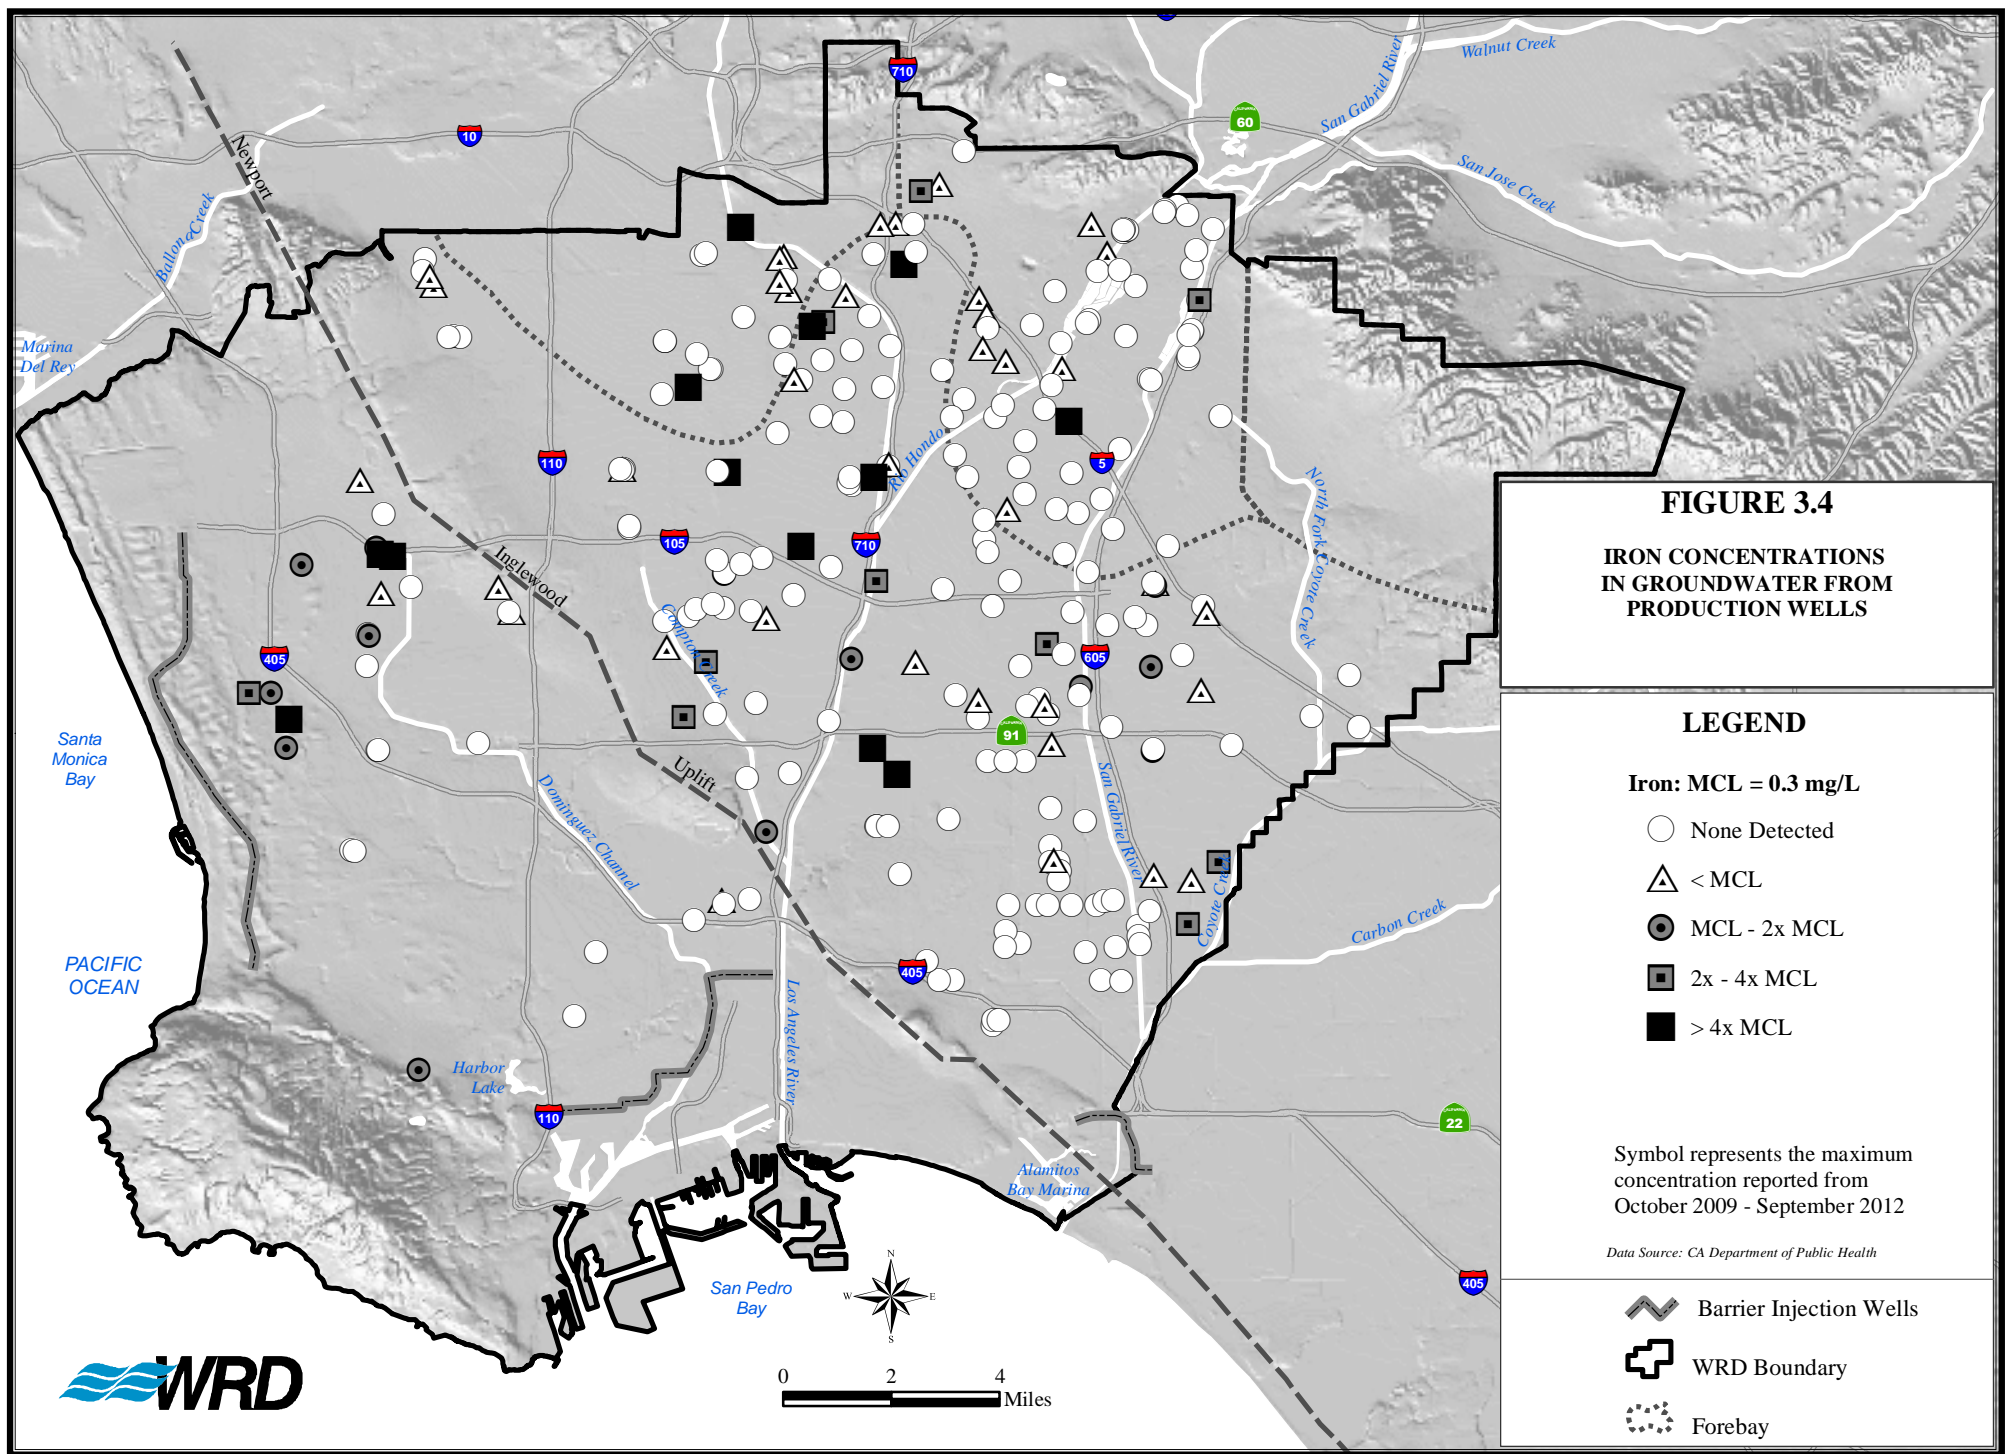 710
Walnut Creek
San Gabriel River
60
10
Newport
San Jose Creek
Ballona Creek
Marina
Del Rey
110
Rio Hondo
5
North Fork Coyote Creek
105
710
Inglewood
Compton Creek
405
605
91
Santa
Monica
Bay
Uplift
Dominguez Channel
San Gabriel River
Coyote Creek
Carbon Creek
PACIFIC
OCEAN
405
Los Angeles River
Harbor
Lake
110
22
Alamitos
Bay Marina
405
San Pedro
Bay
N
W
E
S
0 2 4
Miles
WRD
FIGURE 3.4
IRON CONCENTRATIONS
IN GROUNDWATER FROM
PRODUCTION WELLS
LEGEND
Iron: MCL = 0.3 mg/L
None Detected
< MCL
MCL - 2x MCL
2x - 4x MCL
> 4x MCL
Symbol represents the maximum
concentration reported from
October 2009 - September 2012
Data Source: CA Department of Public Health
Barrier Injection Wells
WRD Boundary
Forebay